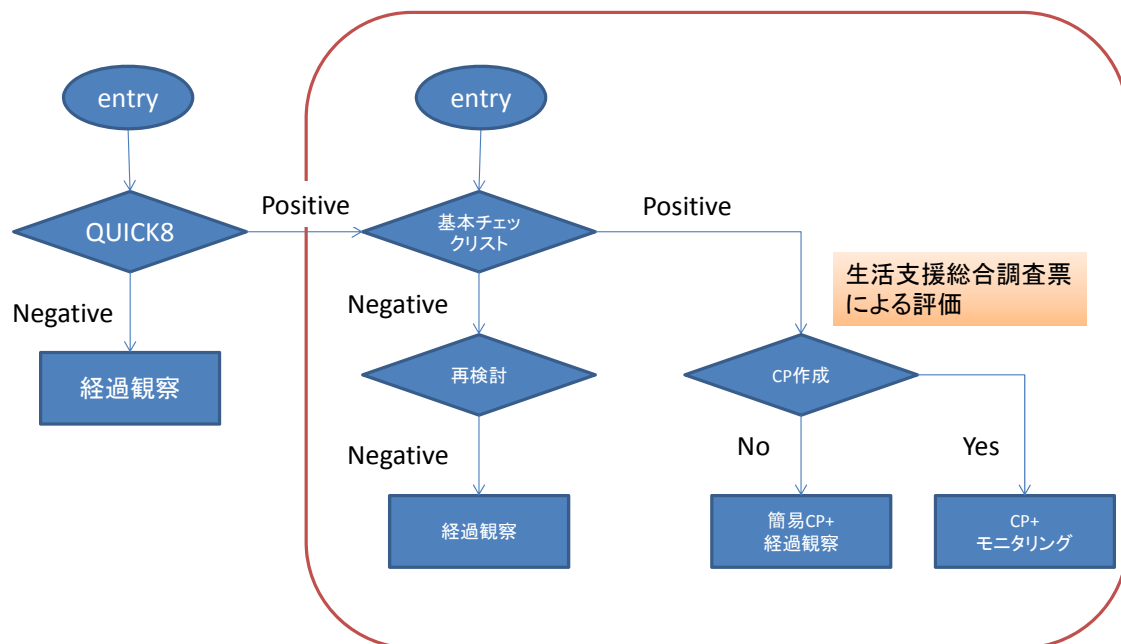 entry
entry
QUICK8
Positive
基本チェッ
クリスト
Positive
生活支援総合調査票
による評価
Negative
Negative
経過観察
再検討
CP作成
Negative
No
Yes
経過観察
簡易CP+
経過観察
CP+
モニタリング